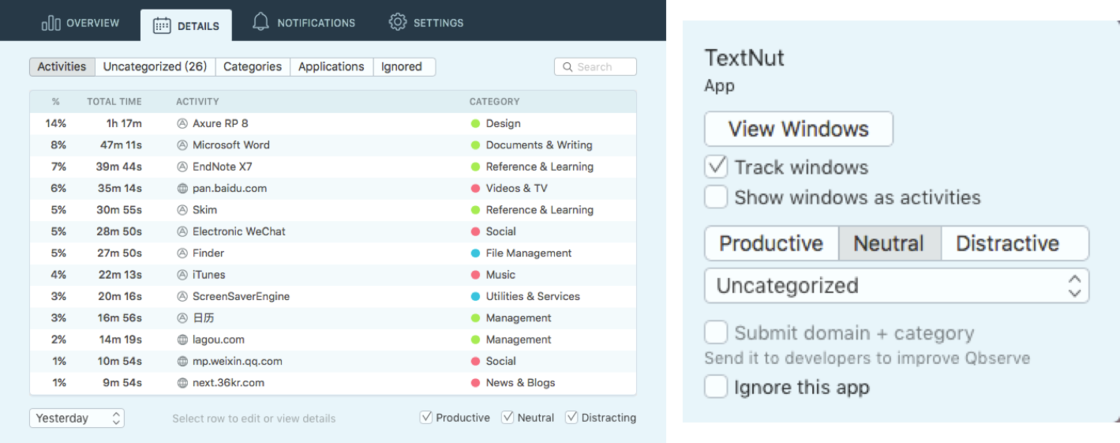 OVERVIEW DETAILS NOTIFICATIONS SETTINGS
Activities Uncategorized (26) Categories Applications Ignored Search
% TOTAL TIME ACTIVITY CATEGORY
14% 1h 17m Axure RP 8 Design
8% 47m 11s Microsoft Word Documents & Writing
7% 39m 44s EndNote X7 Reference & Learning
6% 35m 14s pan.baidu.com Videos & TV
5% 30m 55s Skim Reference & Learning
5% 28m 50s Electronic WeChat Social
5% 27m 50s Finder File Management
4% 22m 13s iTunes Music
3% 20m 16s ScreenSaverEngine Utilities & Services
3% 16m 56s 日历 Management
2% 14m 19s lagou.com Management
1% 10m 54s mp.weixin.qq.com Social
1% 9m 54s next.36kr.com News & Blogs
Yesterday Select row to edit or view details Productive Neutral Distracting
TextNut
App
View Windows
Track windows
Show windows as activities
Productive Neutral Distractive
Uncategorized
Submit domain + category
Send it to developers to improve Qbserve
Ignore this app